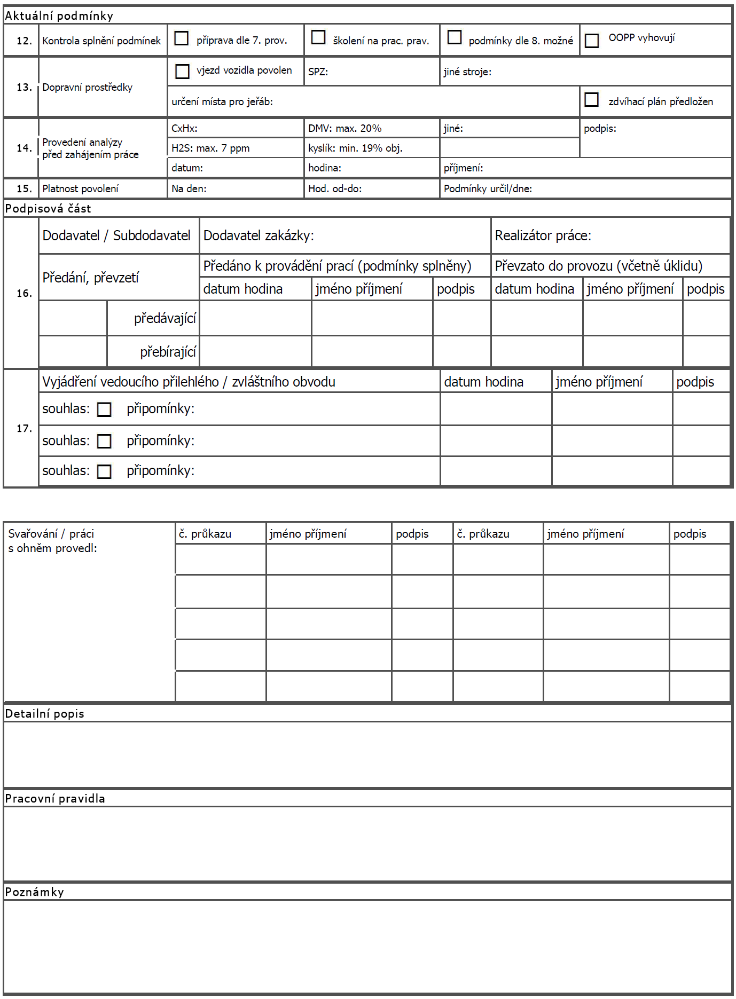 Aktuální podmínky
12. Kontrola splnění podmínek příprava dle 7. prov. školení na prac. prav. podmínky dle 8. možné OOPP vyhovují
13. Dopravní prostředky
vjezd vozidla povolen SPZ: jiné stroje:
určení místa pro jeřáb: zdvíhací plán předložen
14. Provedení analýzy
před zahájením práce
CxHx: DMV: max. 20% jiné: podpis:
H2S: max. 7 ppm kyslík: min. 19% obj.
datum: hodina: příjmení:
15. Platnost povolení Na den: Hod. od-do: Podmínky určil/dne:
Podpisová část
16.
Dodavatel / Subdodavatel Dodavatel zakázky: Realizátor práce:
Předání, převzetí
Předáno k provádění prací (podmínky splněny) Převzato do provozu (včetně úklidu)
datum hodina jméno příjmení podpis datum hodina jméno příjmení podpis
předávající
přebírající
17.
Vyjádření vedoucího přilehlého / zvláštního obvodu datum hodina jméno příjmení podpis
souhlas: připomínky:
souhlas: připomínky:
souhlas: připomínky:
Svařování / práci
s ohněm provedl:
č. průkazu jméno příjmení podpis č. průkazu jméno příjmení podpis
Detailní popis
Pracovní pravidla
Poznámky